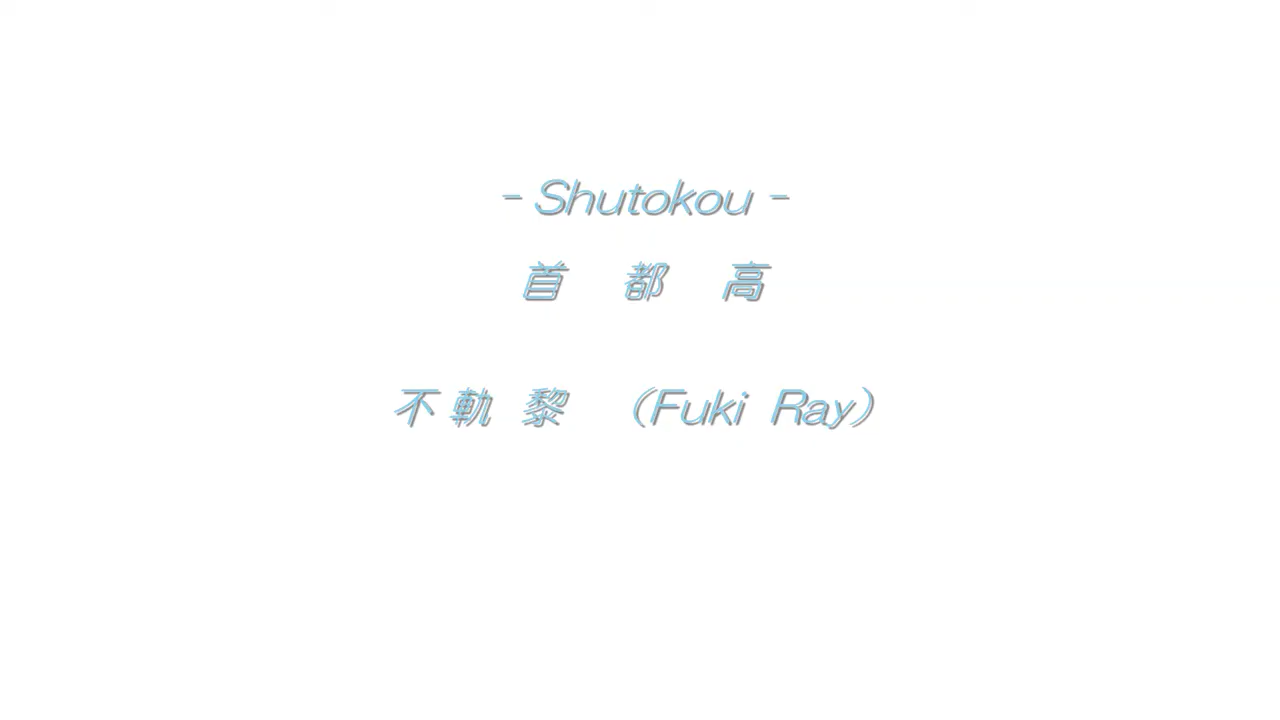 - Shutokou -
首 都 高
不 軌 黎 (Fuki Ray)